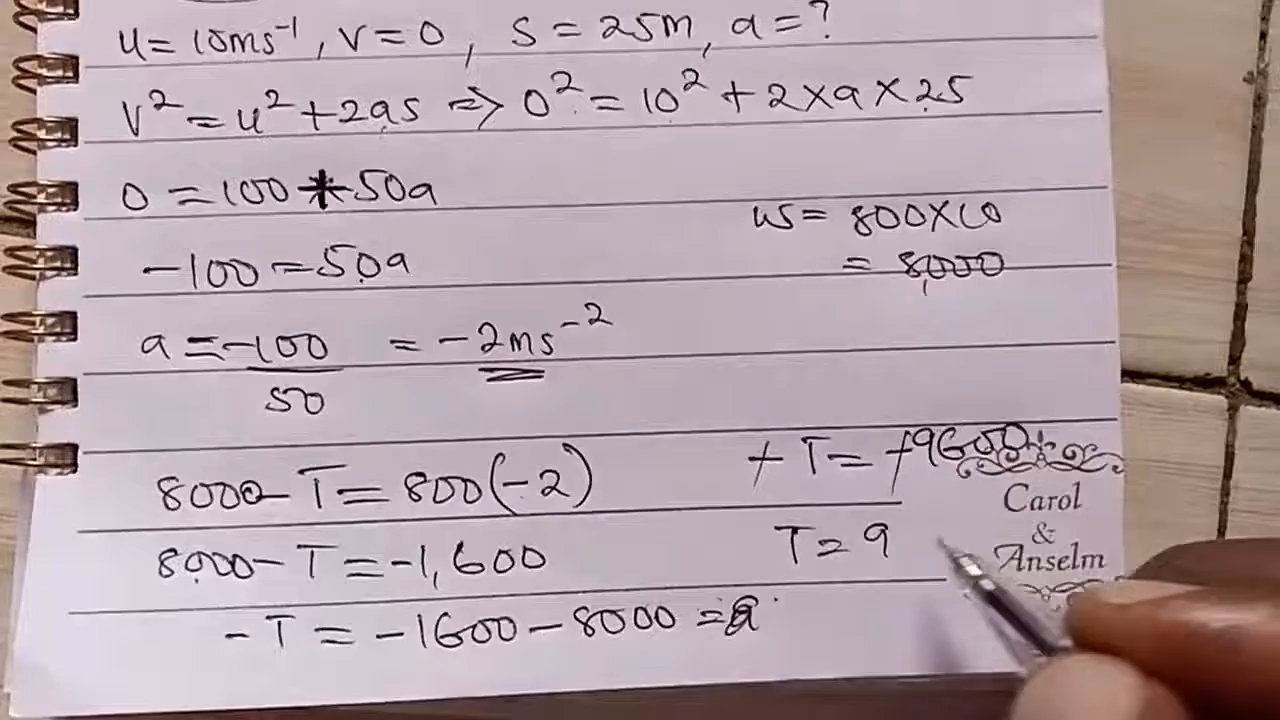 u = 10ms⁻¹, v = 0, s = 25m, a = ?
v² = u² + 2as => 0² = 10² + 2 × a × 25
0 = 100 + 50a
-100 = 50a
w = 800 × 10
= 8,000
a = -100 = -2ms⁻²
50
8000 - T = 800(-2)
8000 - T = -1,600
-T = -1600 - 8000 =
+T = +9600
T = 9
Carol
&
Anselm